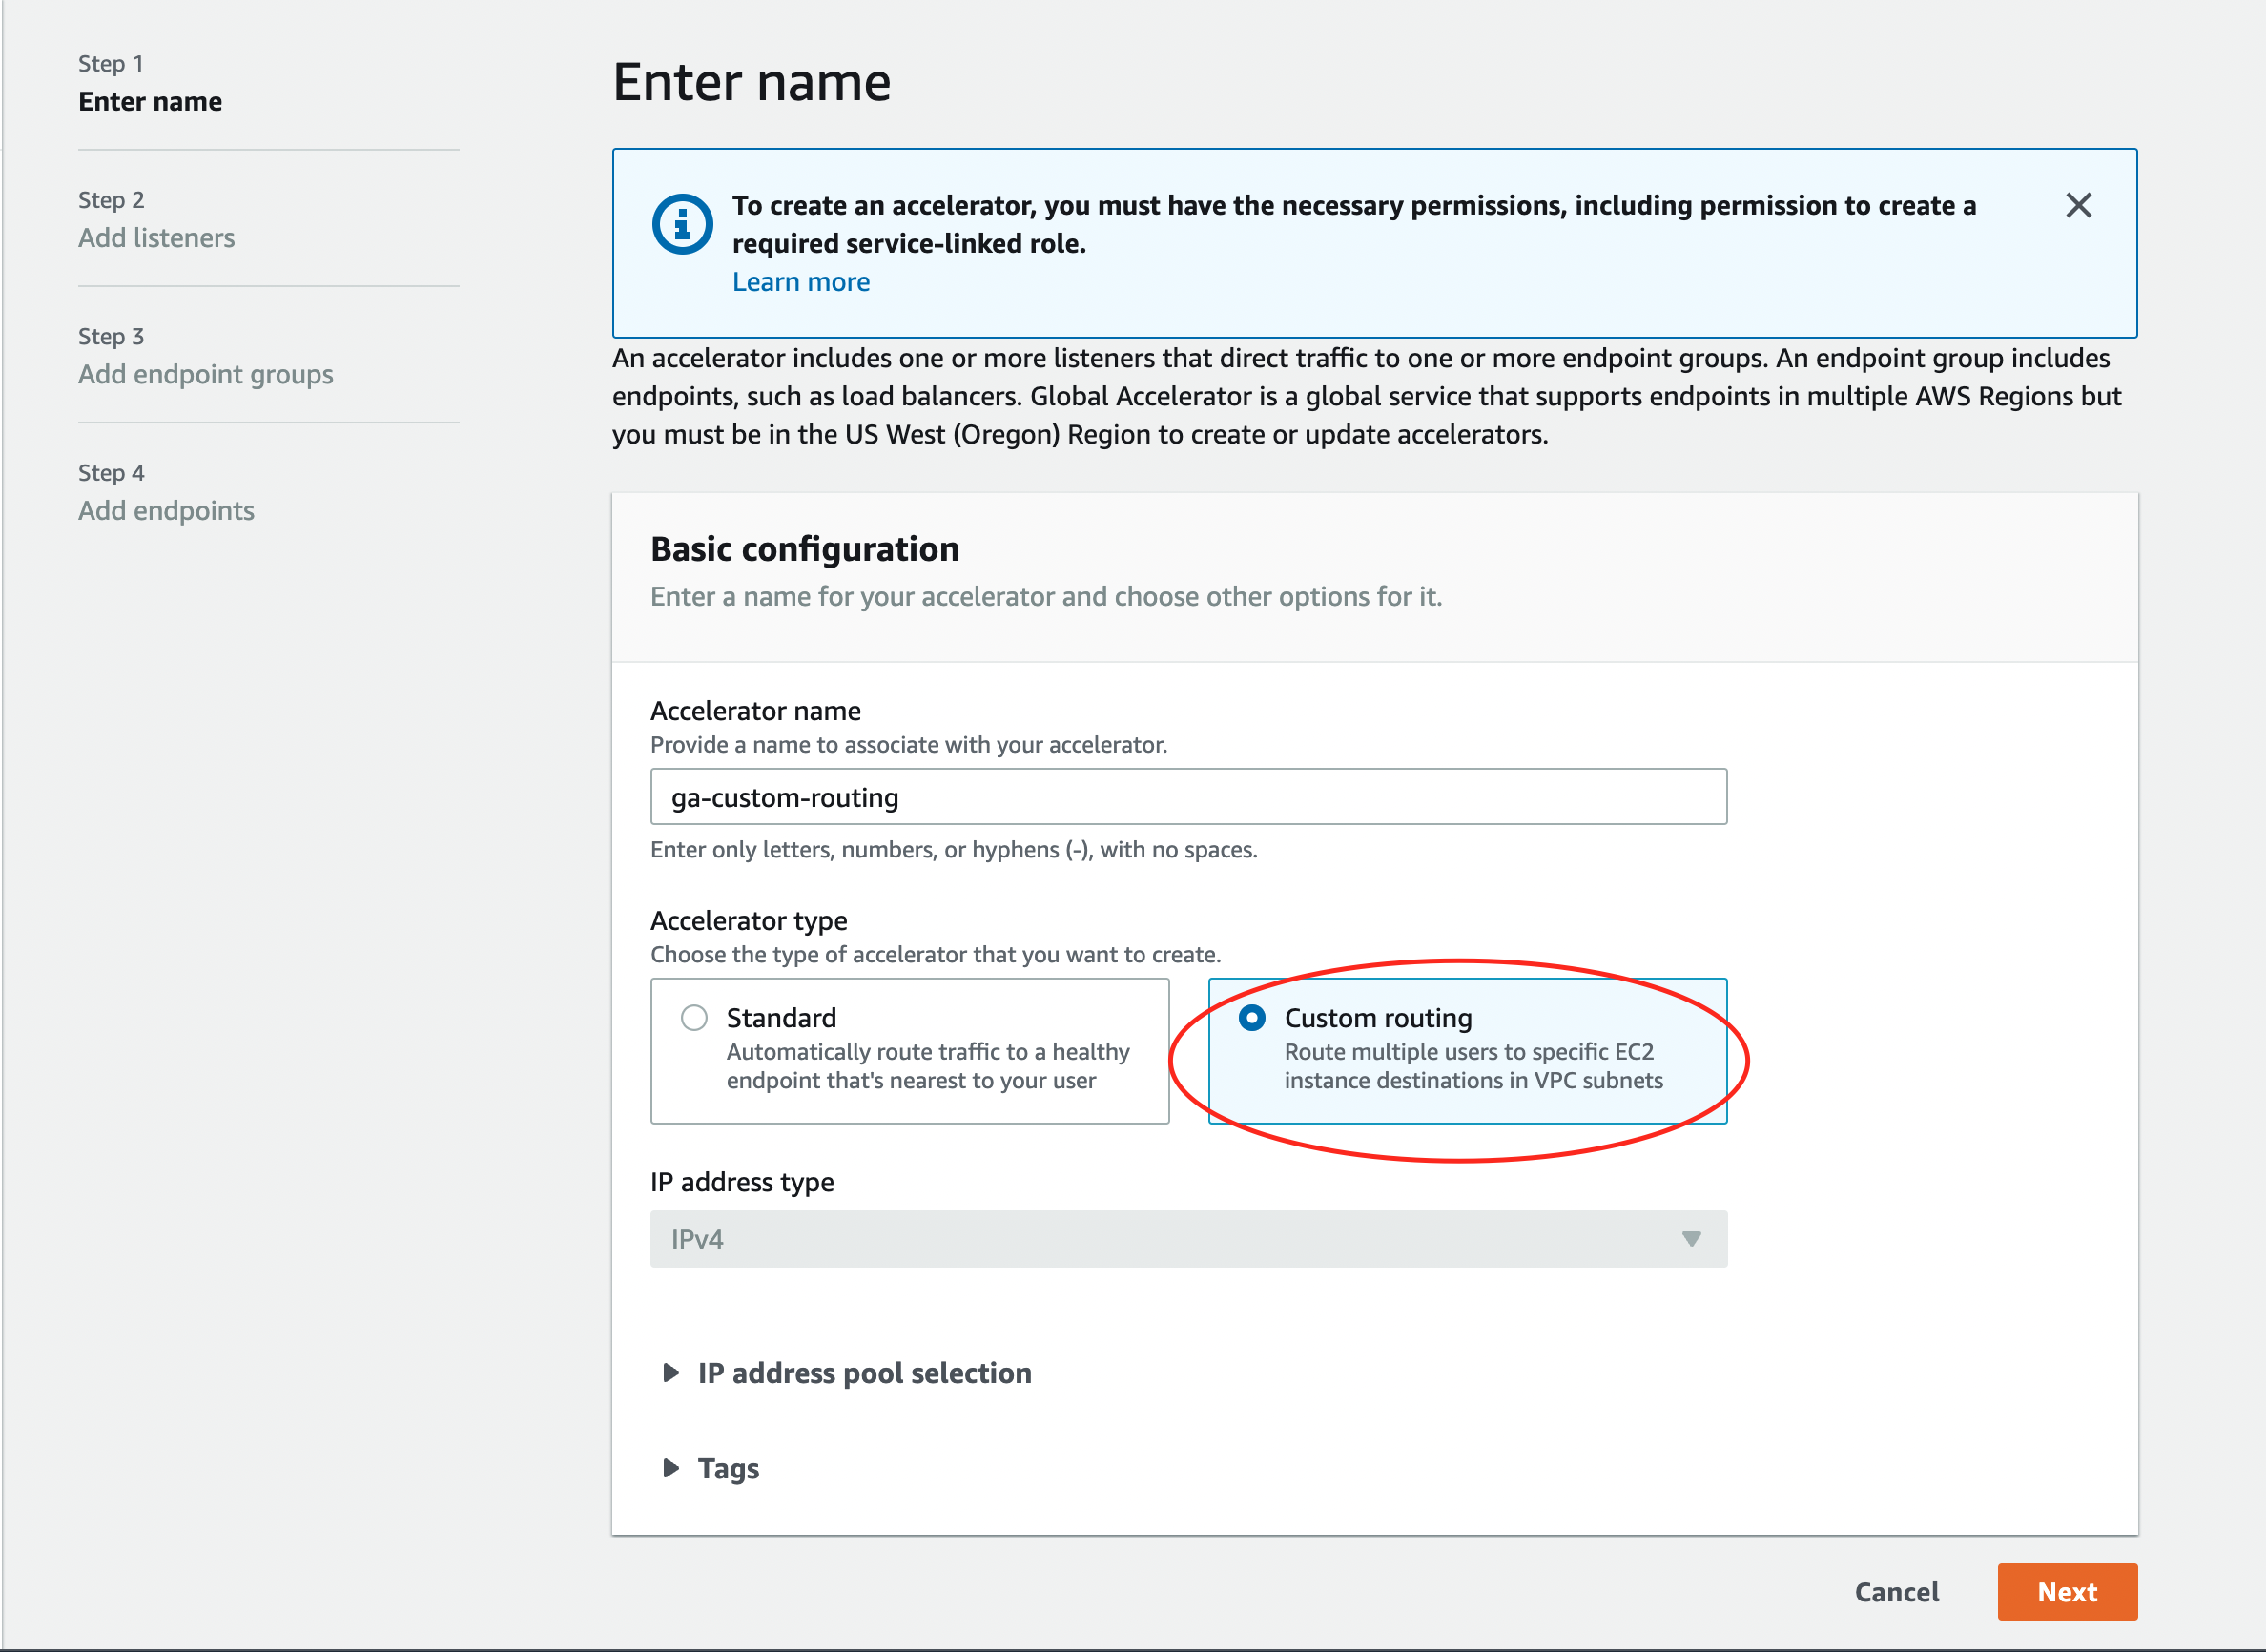 Step 1
Enter name
Step 2
Add listeners
Step 3
Add endpoint groups
Step 4
Add endpoints
Enter name
To create an accelerator, you must have the necessary permissions, including permission to create a
required service-linked role.
Learn more
An accelerator includes one or more listeners that direct traffic to one or more endpoint groups. An endpoint group includes
endpoints, such as load balancers. Global Accelerator is a global service that supports endpoints in multiple AWS Regions but
you must be in the US West (Oregon) Region to create or update accelerators.
Basic configuration
Enter a name for your accelerator and choose other options for it.
Accelerator name
Provide a name to associate with your accelerator.
ga-custom-routing
Enter only letters, numbers, or hyphens (-), with no spaces.
Accelerator type
Choose the type of accelerator that you want to create.
Standard
Automatically route traffic to a healthy
endpoint that's nearest to your user
Custom routing
Route multiple users to specific EC2
instance destinations in VPC subnets
IP address type
IPv4
IP address pool selection
Tags
Cancel
Next